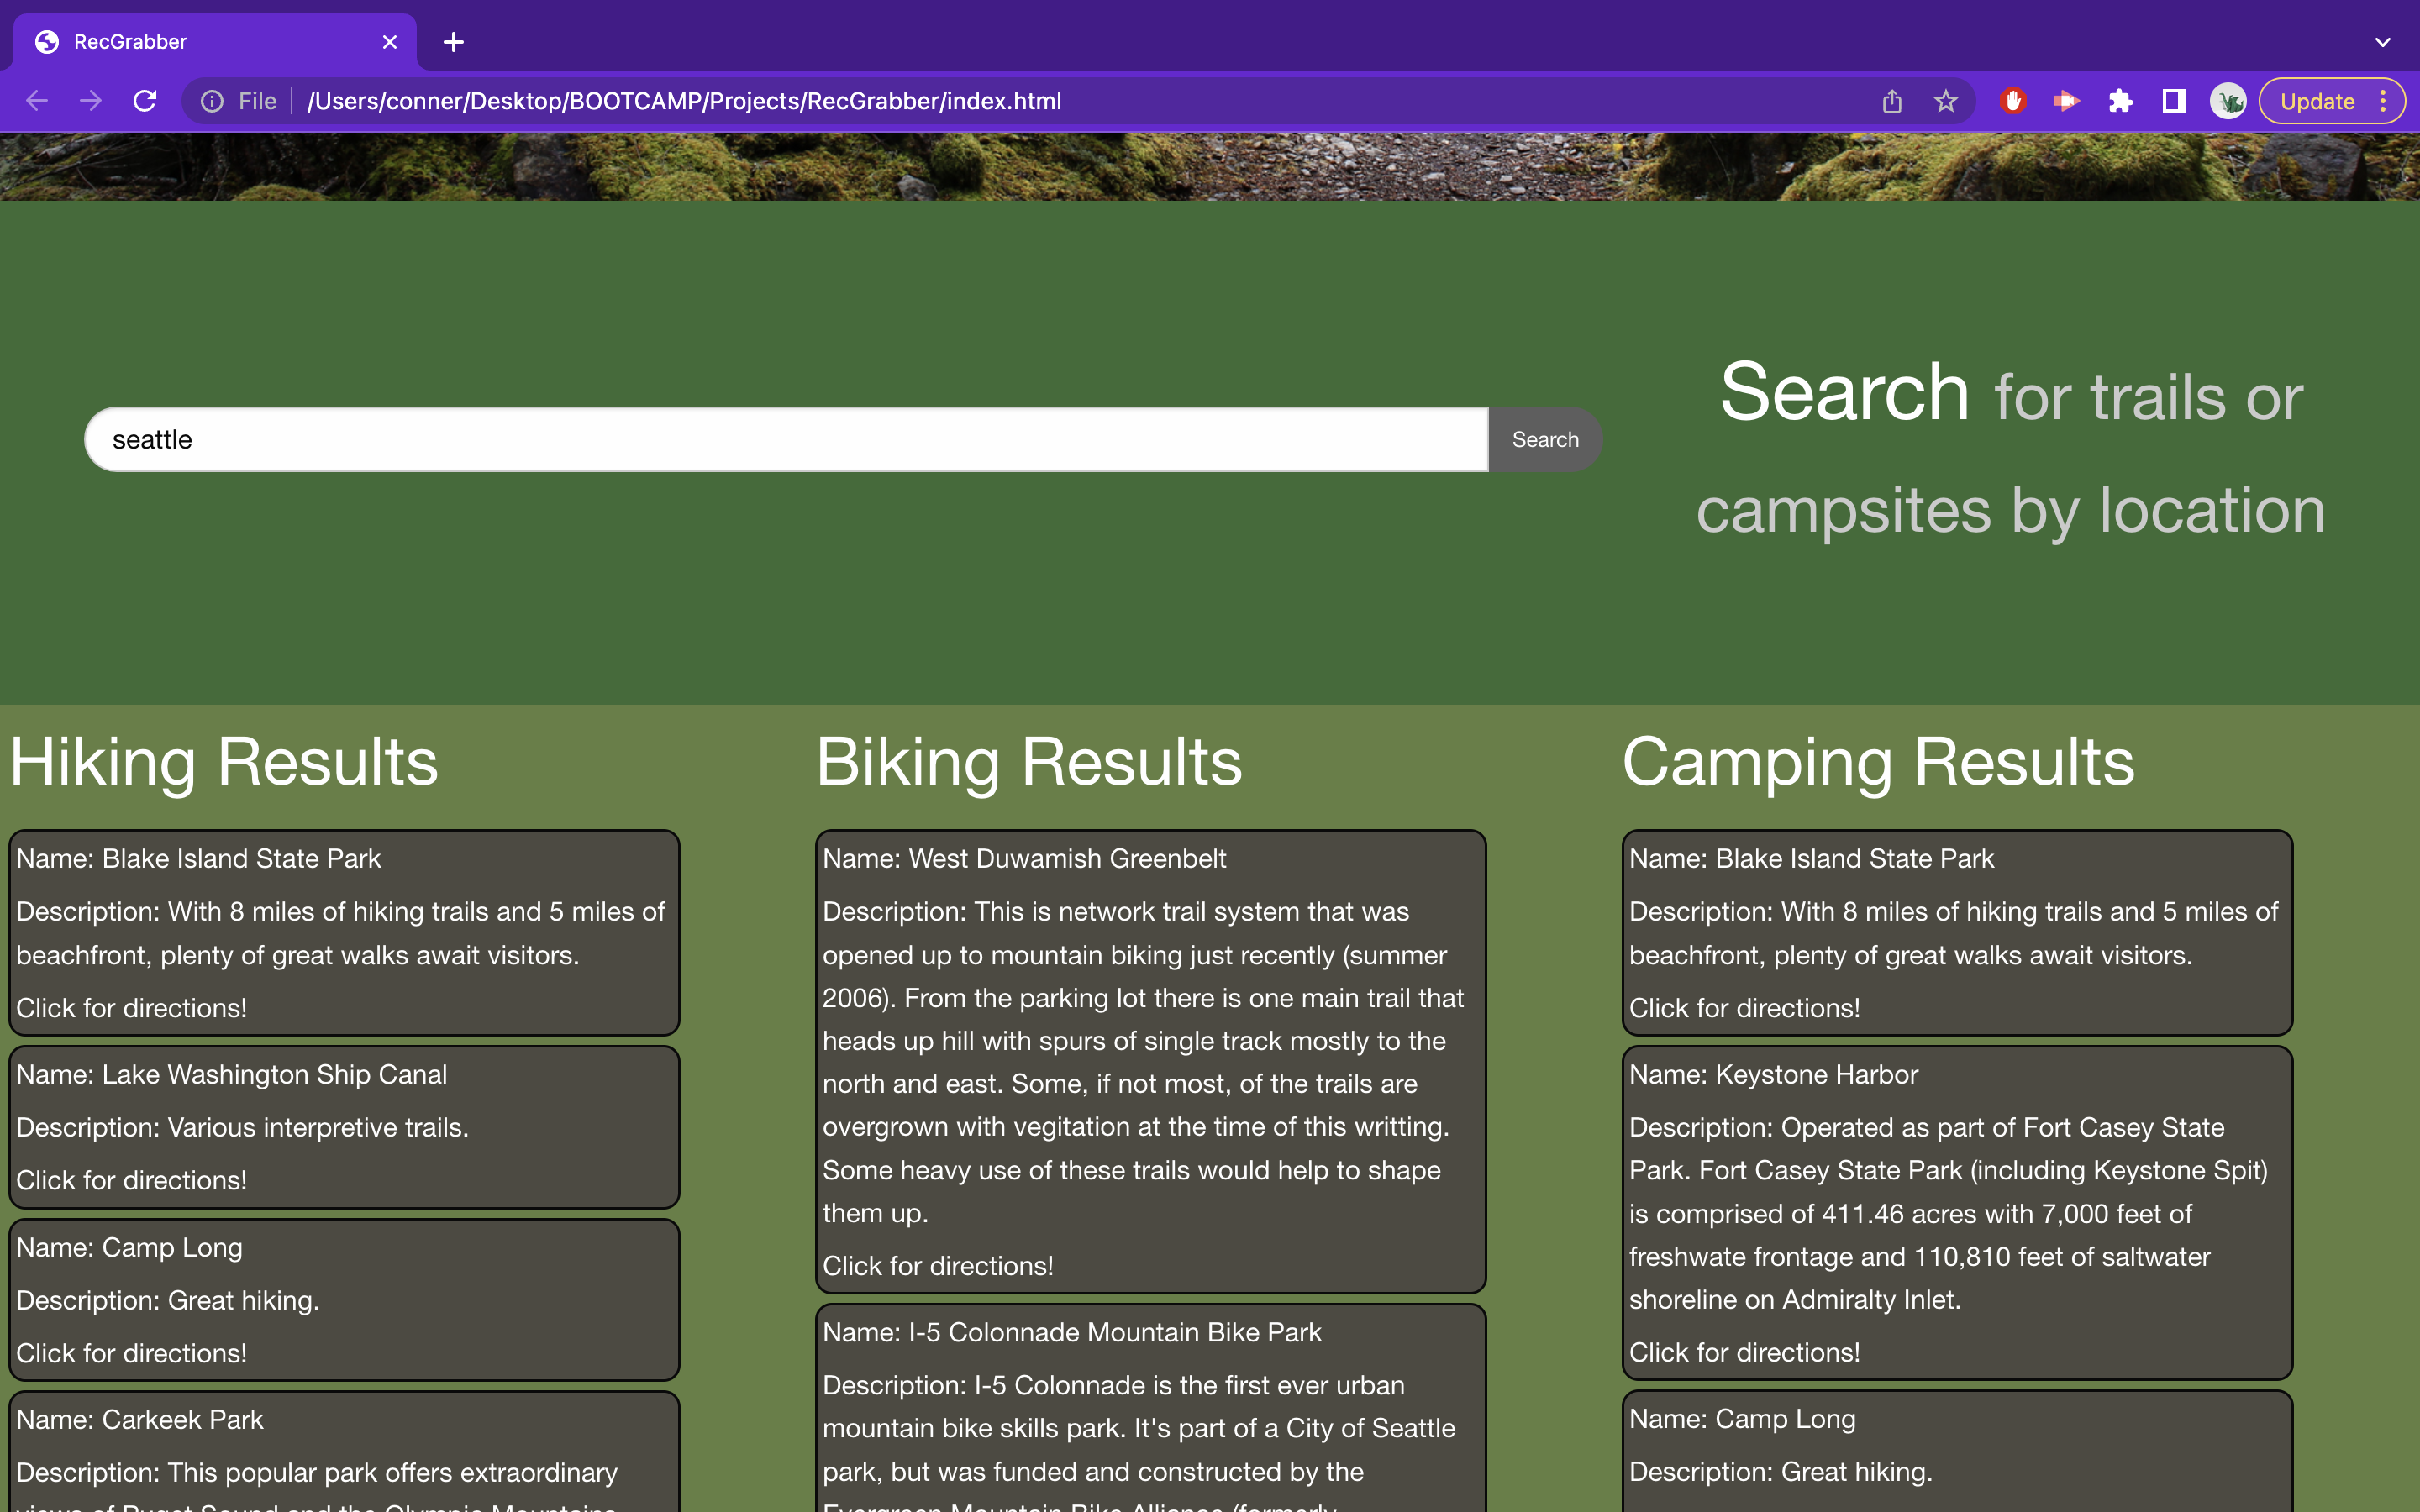 RecGrabber
File
/Users/conner/Desktop/BOOTCAMP/Projects/RecGrabber/index.html
Update
seattle
Search
Search for trails or
campsites by location
Hiking Results
Name: Blake Island State Park
Description: With 8 miles of hiking trails and 5 miles of
beachfront, plenty of great walks await visitors.
Click for directions!
Name: Lake Washington Ship Canal
Description: Various interpretive trails.
Click for directions!
Name: Camp Long
Description: Great hiking.
Click for directions!
Name: Carkeek Park
Description: This popular park offers extraordinary
views of Puget Sound and the Olympic Mountains
Biking Results
Name: West Duwamish Greenbelt
Description: This is network trail system that was
opened up to mountain biking just recently (summer
2006). From the parking lot there is one main trail that
heads up hill with spurs of single track mostly to the
north and east. Some, if not most, of the trails are
overgrown with vegitation at the time of this writting.
Some heavy use of these trails would help to shape
them up.
Click for directions!
Name: I-5 Colonnade Mountain Bike Park
Description: I-5 Colonnade is the first ever urban
mountain bike skills park. It's part of a City of Seattle
park, but was funded and constructed by the
Evergreen Mountain Bike Alliance (formerly
Camping Results
Name: Blake Island State Park
Description: With 8 miles of hiking trails and 5 miles of
beachfront, plenty of great walks await visitors.
Click for directions!
Name: Keystone Harbor
Description: Operated as part of Fort Casey State
Park. Fort Casey State Park (including Keystone Spit)
is comprised of 411.46 acres with 7,000 feet of
freshwate frontage and 110,810 feet of saltwater
shoreline on Admiralty Inlet.
Click for directions!
Name: Camp Long
Description: Great hiking.